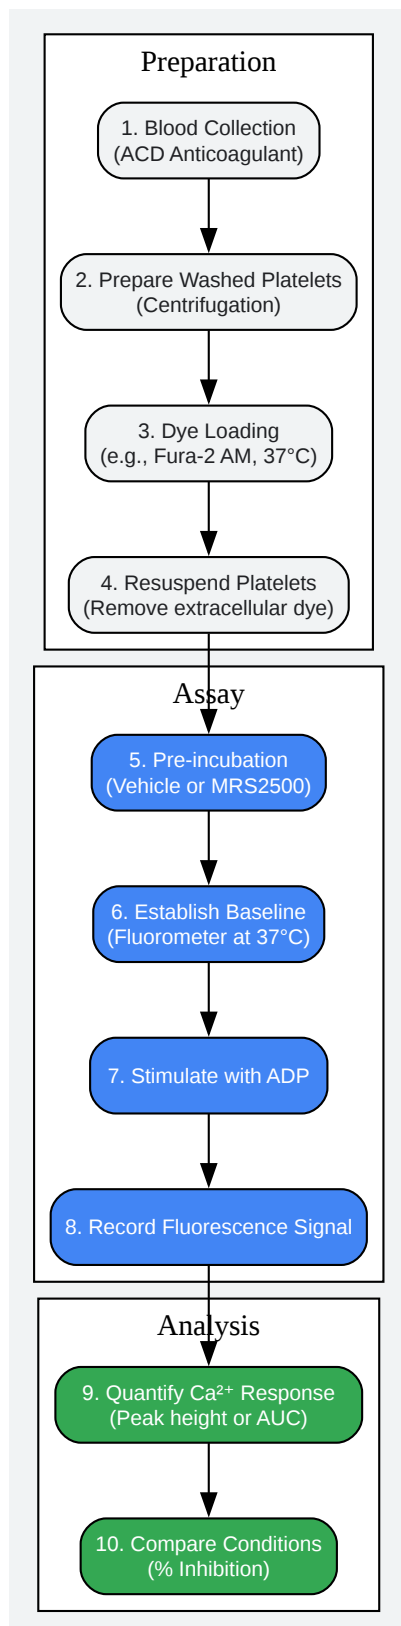 Preparation
1. Blood Collection
(ACD Anticoagulant)
2. Prepare Washed Platelets
(Centrifugation)
3. Dye Loading
(e.g., Fura-2 AM, 37°C)
4. Resuspend Platelets
(Remove extracellular dye)
Assay
5. Pre-incubation
(Vehicle or MRS2500)
6. Establish Baseline
(Fluorometer at 37°C)
7. Stimulate with ADP
8. Record Fluorescence Signal
Analysis
9. Quantify Ca²⁺ Response
(Peak height or AUC)
10. Compare Conditions
(% Inhibition)